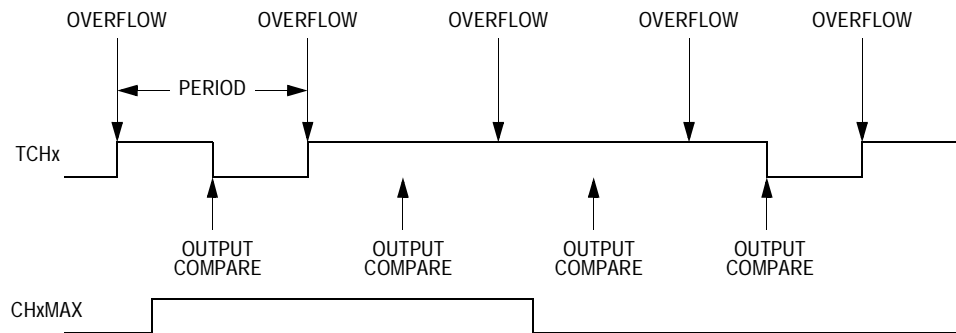 OVERFLOW OVERFLOW OVERFLOW OVERFLOW OVERFLOW
PERIOD
TCHx
OUTPUT COMPARE
OUTPUT COMPARE
OUTPUT COMPARE
OUTPUT COMPARE
CHxMAX